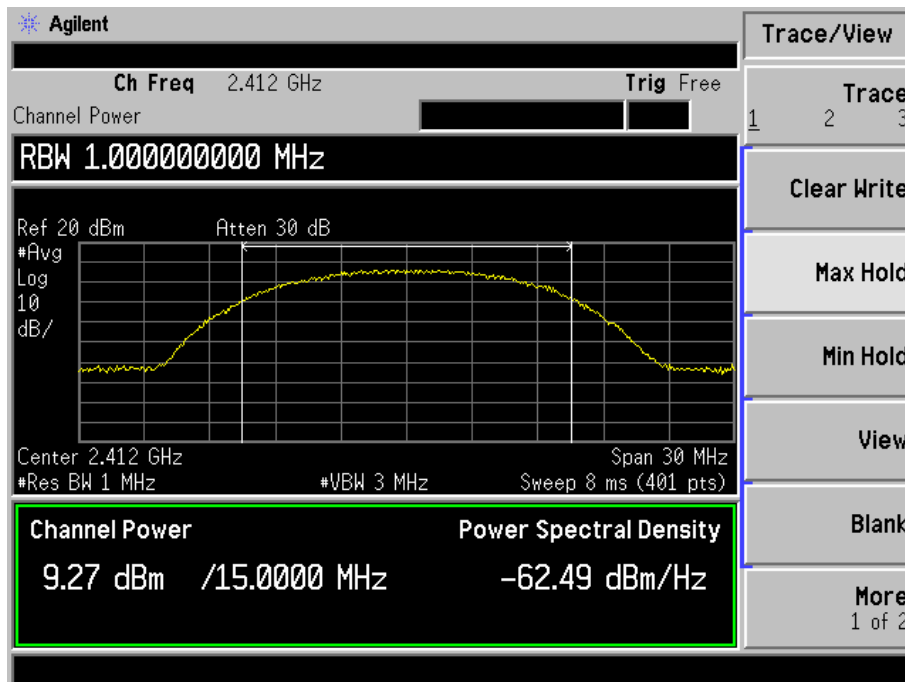 Agilent
Trace/View
Ch Freq 2.412 GHz Trig Free
Channel Power
Trace
1 2 3
RBW 1.000000000 MHz
Clear Write
Ref 20 dBm Atten 30 dB
#Avg
Log
10
dB/
Max Hold
Min Hold
View
Center 2.412 GHz Span 30 MHz
#Res BW 1 MHz #VBW 3 MHz Sweep 8 ms (401 pts)
Channel Power Power Spectral Density
Blank
9.27 dBm /15.0000 MHz -62.49 dBm/Hz
More
1 of 2